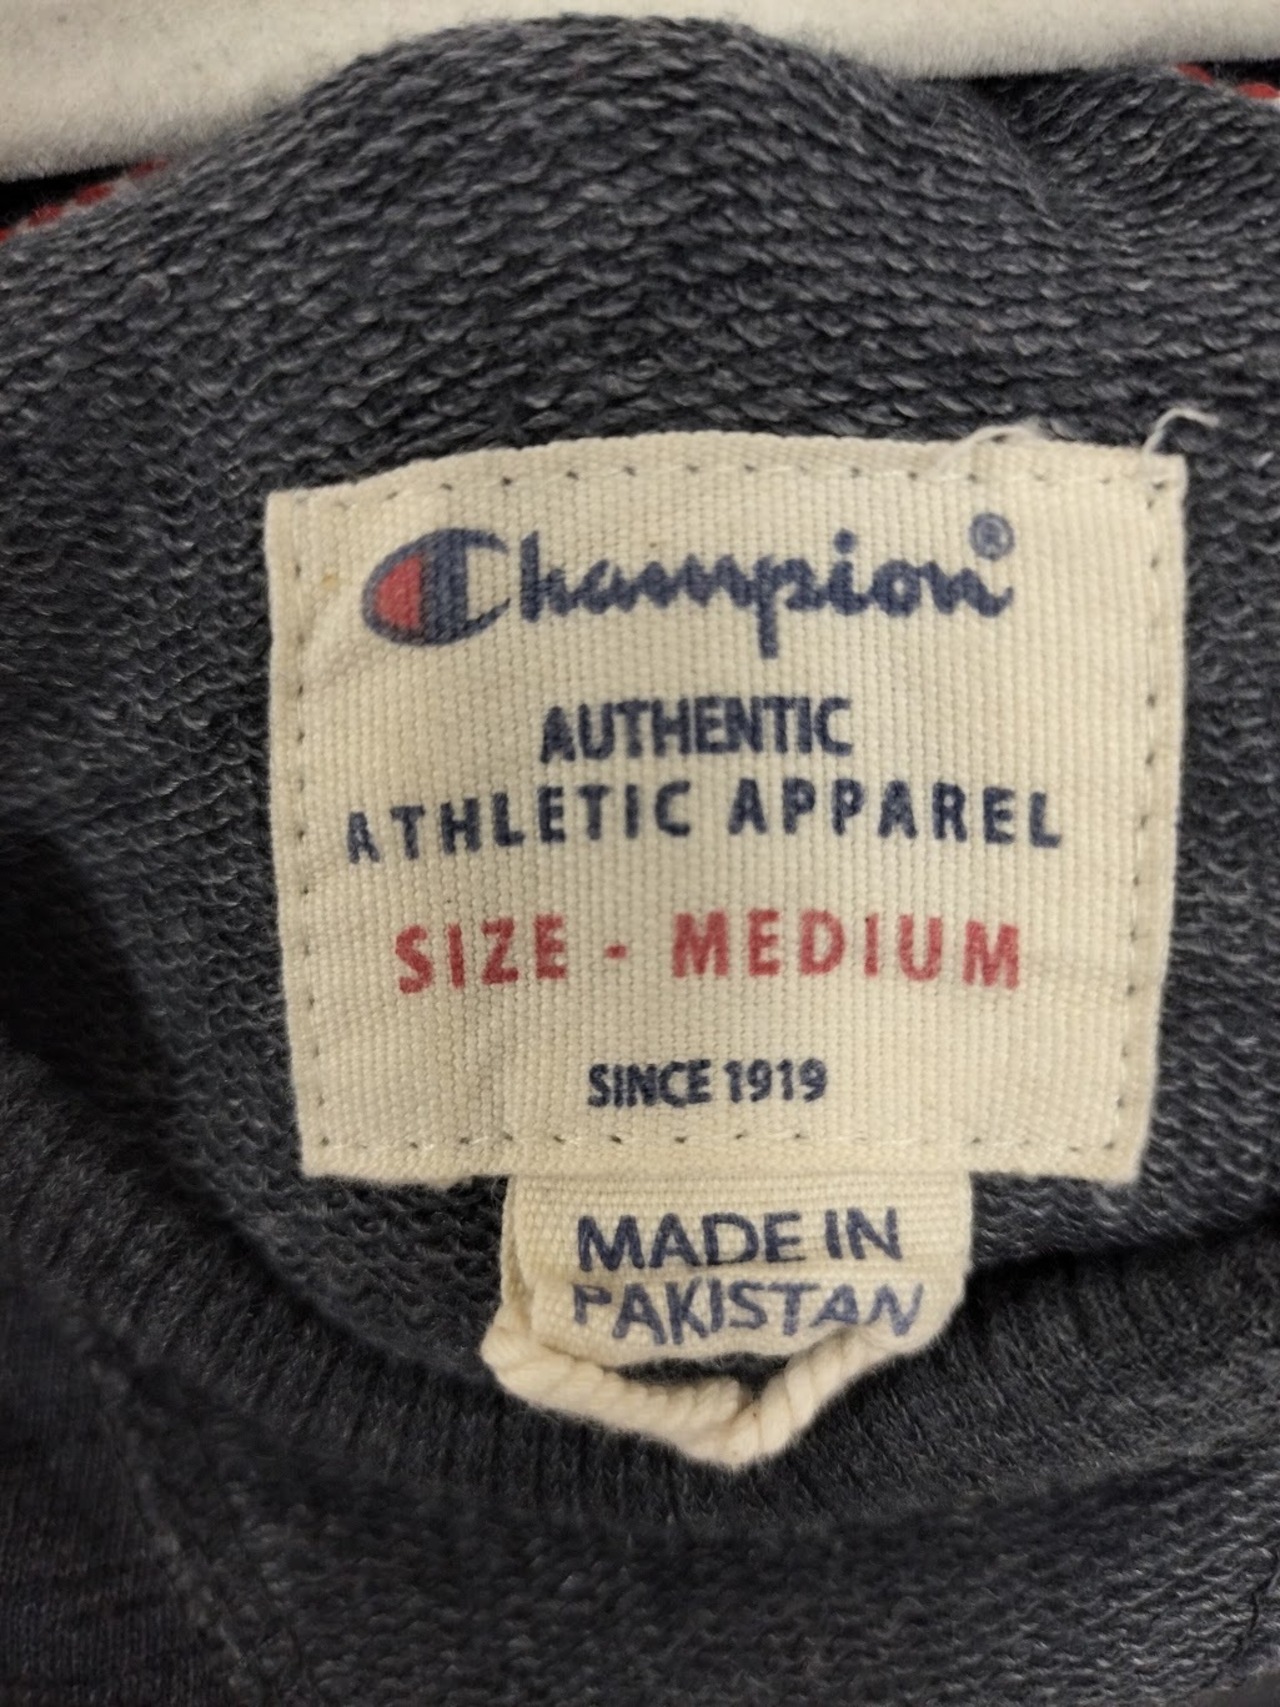 Champion®
AUTHENTIC
ATHLETIC APPAREL
SIZE - MEDIUM
SINCE 1919
MADE IN
PAKISTAN